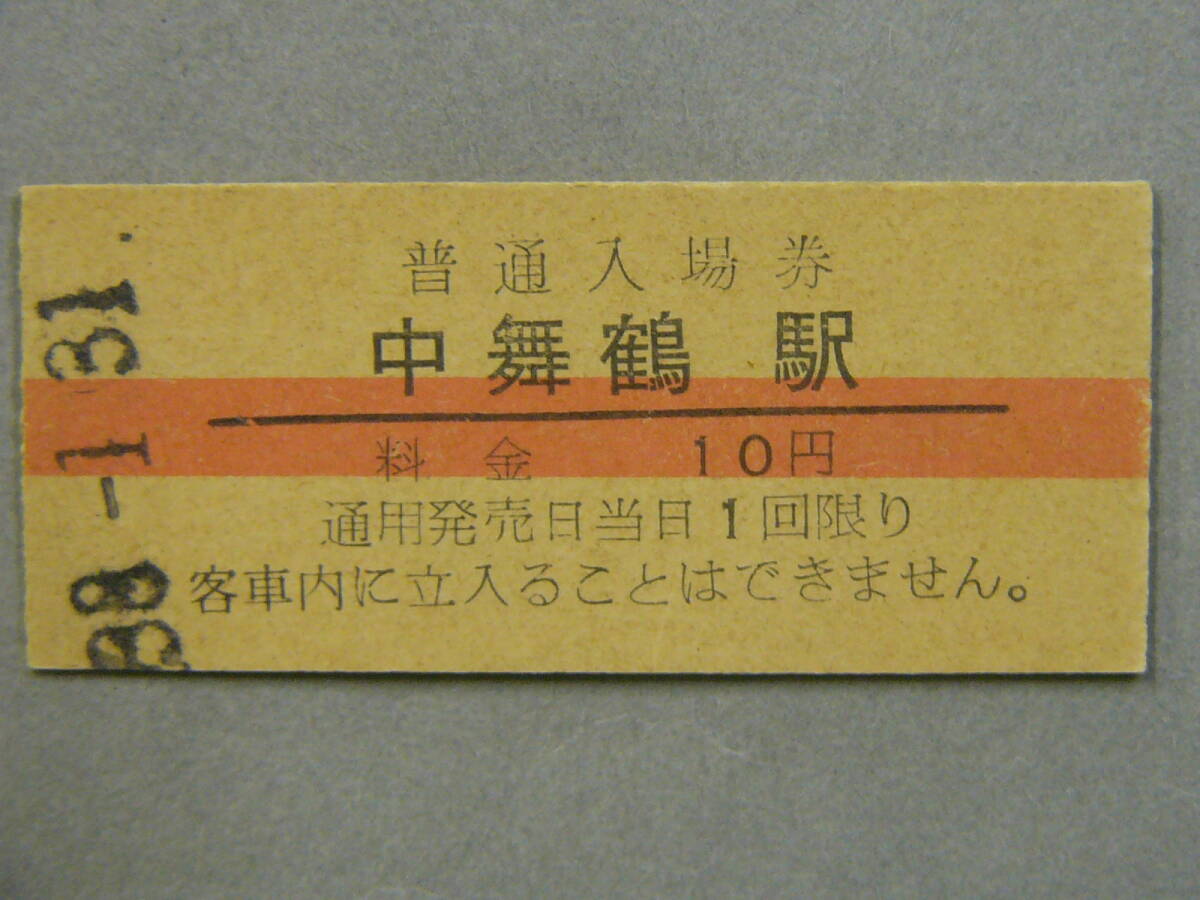 普通入場券
中舞鶴駅
料金 10円
通用発売日当日1回限り
客車内に立入ることはできません。
38-1 31.